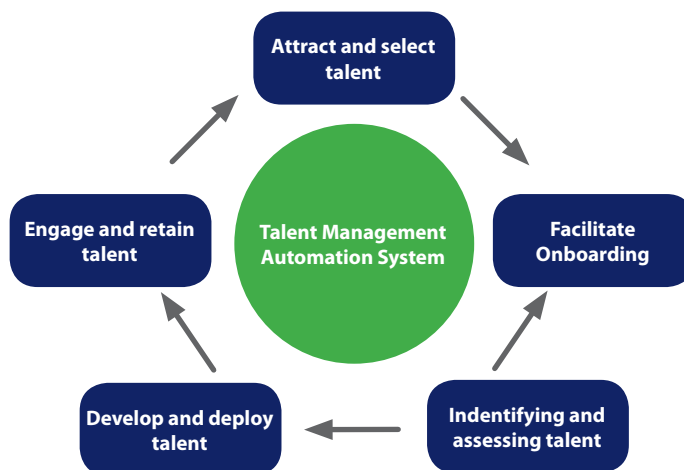 Attract and select
talent
Facilitate
Onboarding
Indentifying and
assessing talent
Develop and deploy
talent
Engage and retain
talent
Talent Management
Automation System